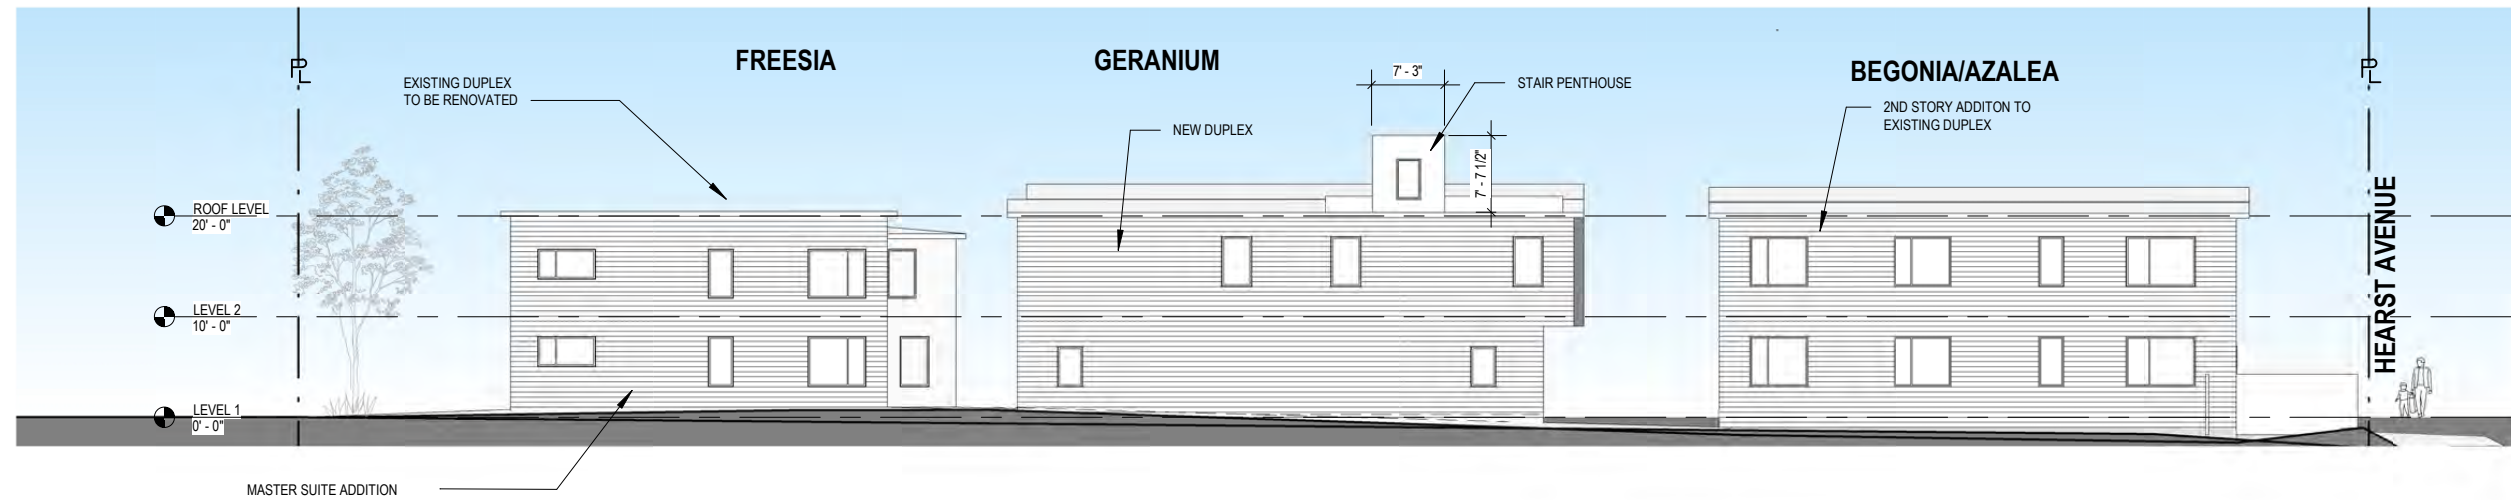 FREESIA
GERANIUM
BEGONIA/AZALEA
PL
PL
EXISTING DUPLEX
TO BE RENOVATED
7' - 3"
STAIR PENTHOUSE
NEW DUPLEX
2ND STORY ADDITON TO
EXISTING DUPLEX
7' - 7 1/2"
ROOF LEVEL
20' - 0"
LEVEL 2
10' - 0"
LEVEL 1
0' - 0"
HEARST AVENUE
MASTER SUITE ADDITION